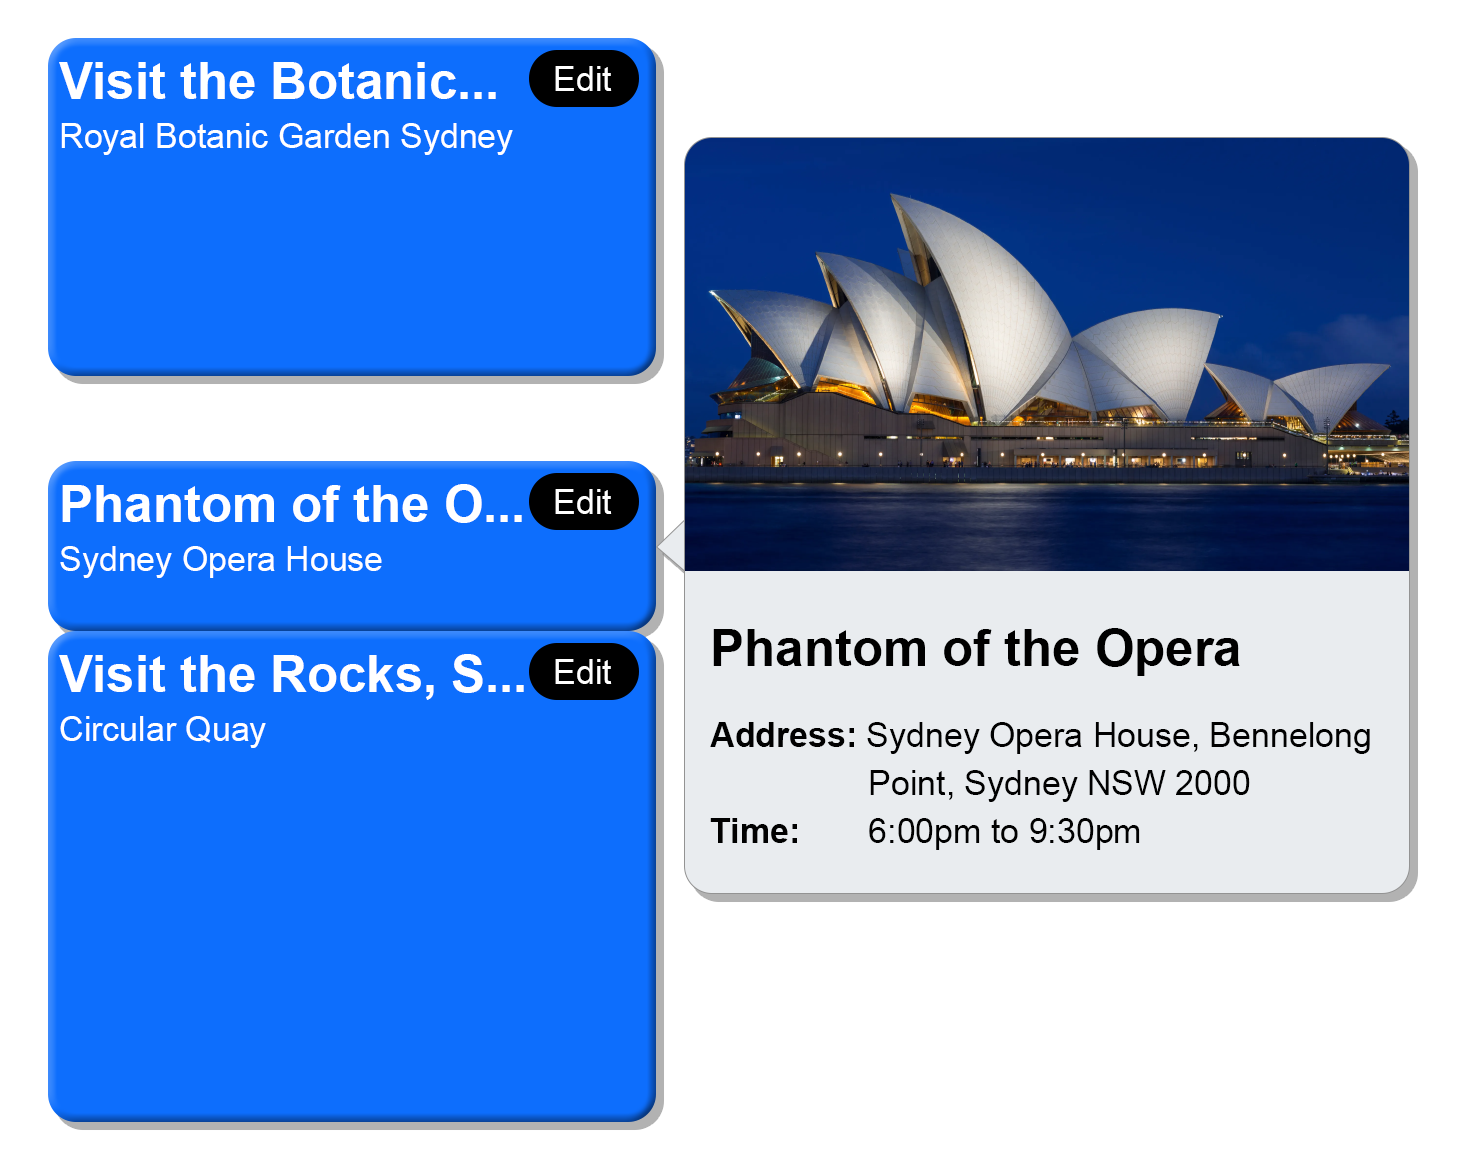 Visit the Botanic...
Edit
Royal Botanic Garden Sydney
Phantom of the O...
Edit
Sydney Opera House
Visit the Rocks, S...
Edit
Circular Quay
Phantom of the Opera
Address: Sydney Opera House, Bennelong
Point, Sydney NSW 2000
Time: 6:00pm to 9:30pm